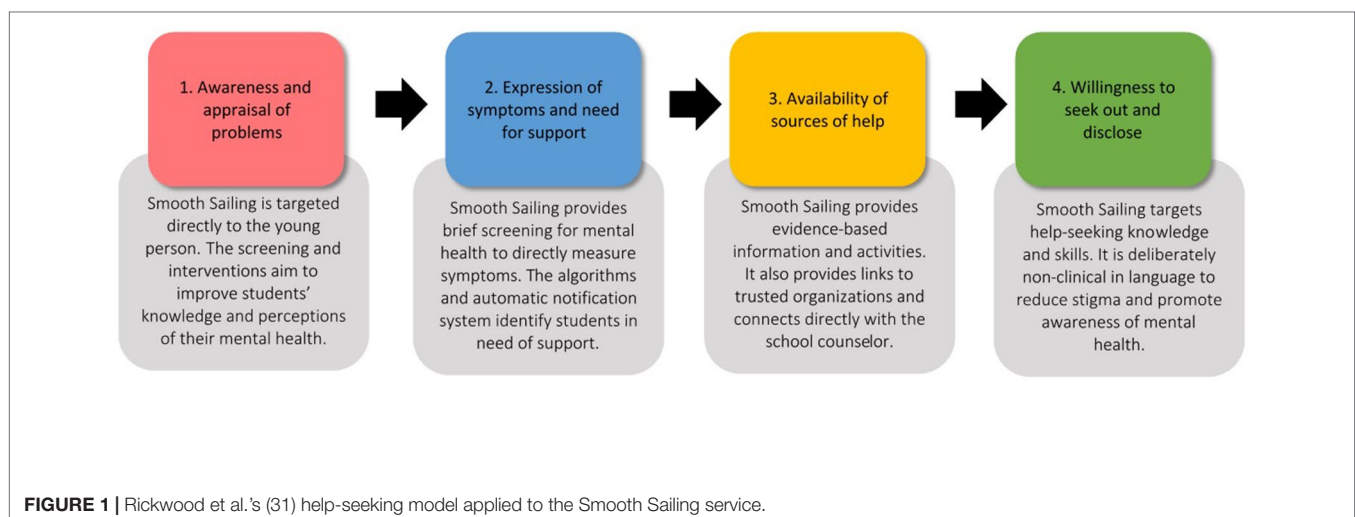 1. Awareness and
appraisal of
problems
Smooth Sailing is targeted
directly to the young
person. The screening and
interventions aim to
improve students’
knowledge and perceptions
of their mental health.
2. Expression of
symptoms and need
for support
Smooth Sailing provides
brief screening for mental
health to directly measure
symptoms. The algorithms
and automatic notification
system identify students in
need of support.
3. Availability of
sources of help
Smooth Sailing provides
evidence-based
information and activities.
It also provides links to
trusted organizations and
connects directly with the
school counselor.
4. Willingness to
seek out and
disclose
Smooth Sailing targets
help-seeking knowledge
and skills. It is deliberately
non-clinical in language to
reduce stigma and promote
awareness of mental
health.
FIGURE 1 | Rickwood et al.’s (31) help-seeking model applied to the Smooth Sailing service.